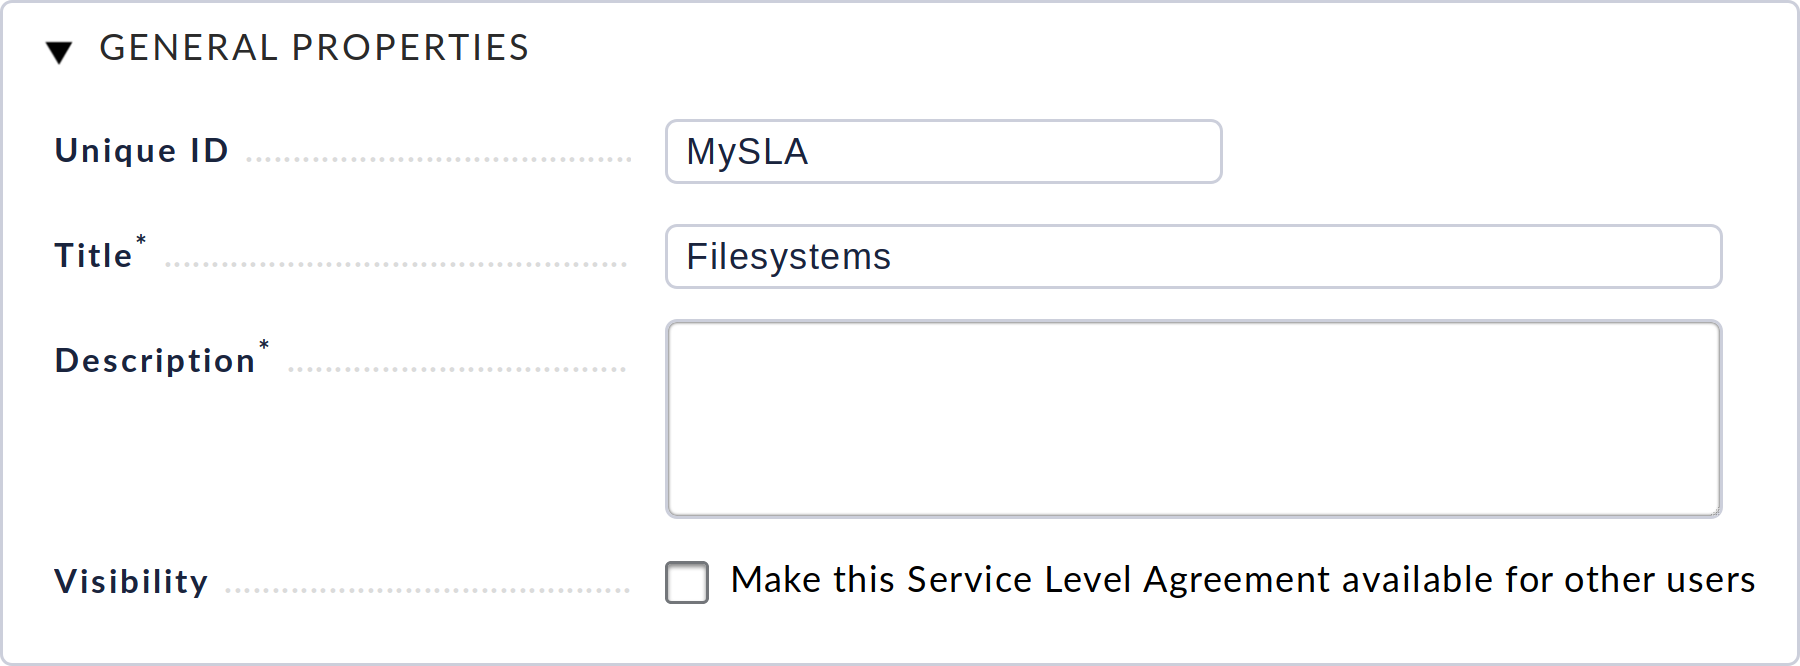 GENERAL PROPERTIES
Unique ID MySLA
Title* Filesystems
Description*
Visibility Make this Service Level Agreement available for other users